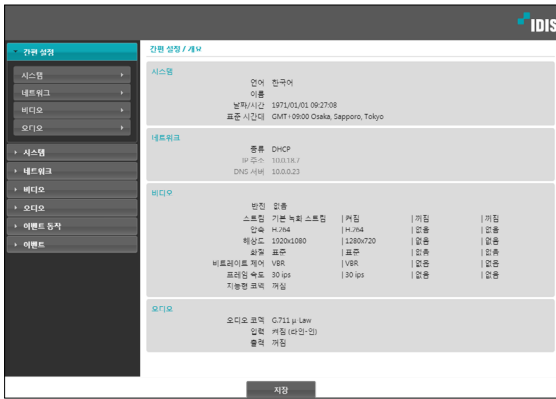 IDIS
간편 설정
시스템
네트워크
비디오
오디오
시스템
네트워크
비디오
오디오
이벤트 동작
이벤트
간편 설정 / 개요
시스템
언어 한국어
이름
날짜/시간 1971/01/01 09:27:08
표준 시간대 GMT+09:00 Osaka, Sapporo, Tokyo
네트워크
종류 DHCP
IP 주소 10.0.18.7
DNS 서버 10.0.0.23
비디오
반전 없음
스트림 기본 녹화 스트림 | 켜짐 | 꺼짐 | 꺼짐
압축 H.264 | H.264 | 없음 | 없음
해상도 1920x1080 | 1280x720 | 없음 | 없음
화질 표준 | 표준 | 없음 | 없음
비트레이트 제어 VBR | VBR | 없음 | 없음
프레임 속도 30 ips | 30 ips | 없음 | 없음
지능형 코덱 꺼짐
오디오
오디오 코덱 G.711 μ-Law
입력 켜짐 (라인-인)
출력 꺼짐
저장